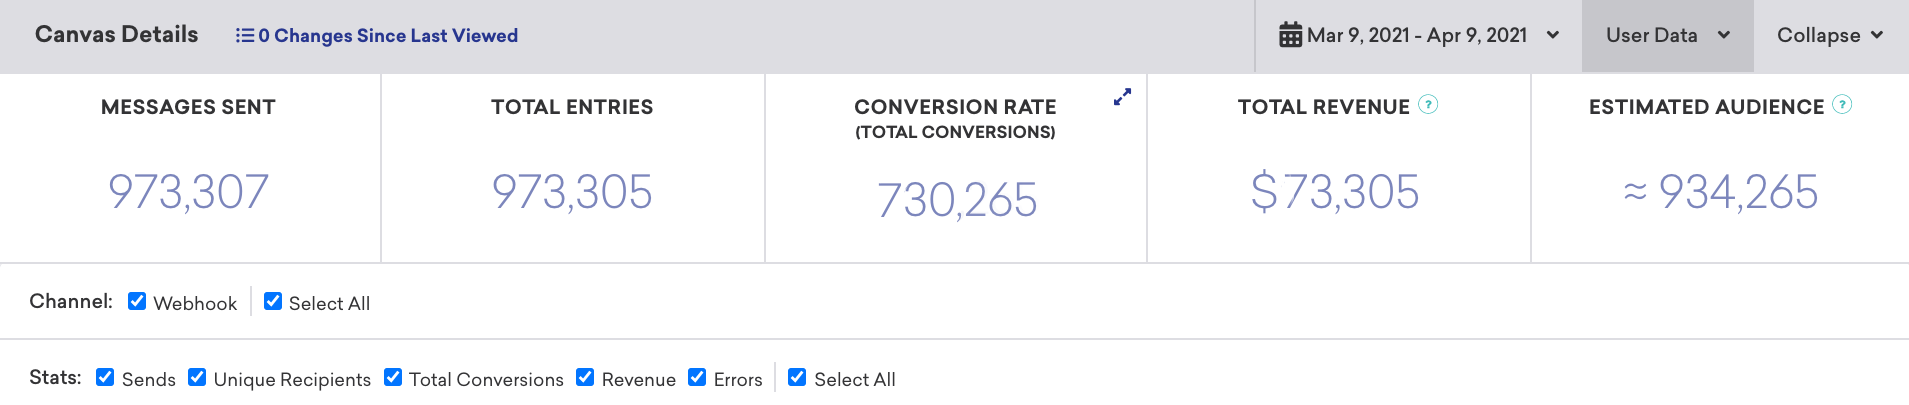 Canvas Details
0 Changes Since Last Viewed
Mar 9, 2021 - Apr 9, 2021
User Data
Collapse
MESSAGES SENT
973,307
TOTAL ENTRIES
973,305
CONVERSION RATE
(TOTAL CONVERSIONS)
730,265
TOTAL REVENUE ?
$73,305
ESTIMATED AUDIENCE ?
≈ 934,265
Channel: Webhook Select All
Stats: Sends Unique Recipients Total Conversions Revenue Errors Select All